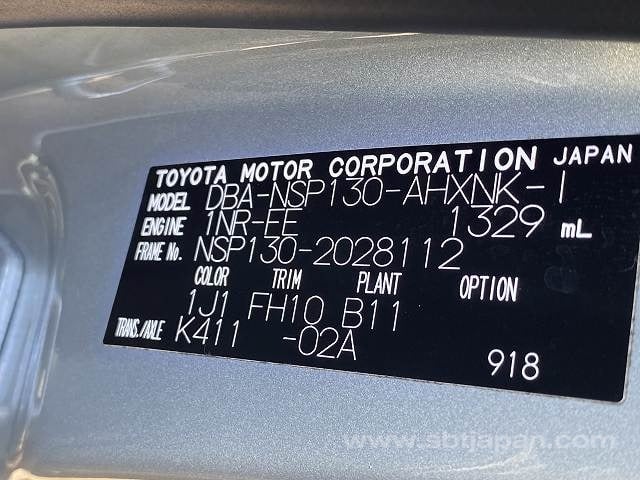 TOYOTA MOTOR CORPORATION JAPAN
MODEL DBA-NSP130-AHXNK-I
ENGINE 1NR-FE 1329 mL
FRAME No. NSP130-2028112
COLOR TRIM PLANT OPTION
1J1 FH10 B11
TRANS./AXLE K411 -02A
918
www.sbtjapan.com